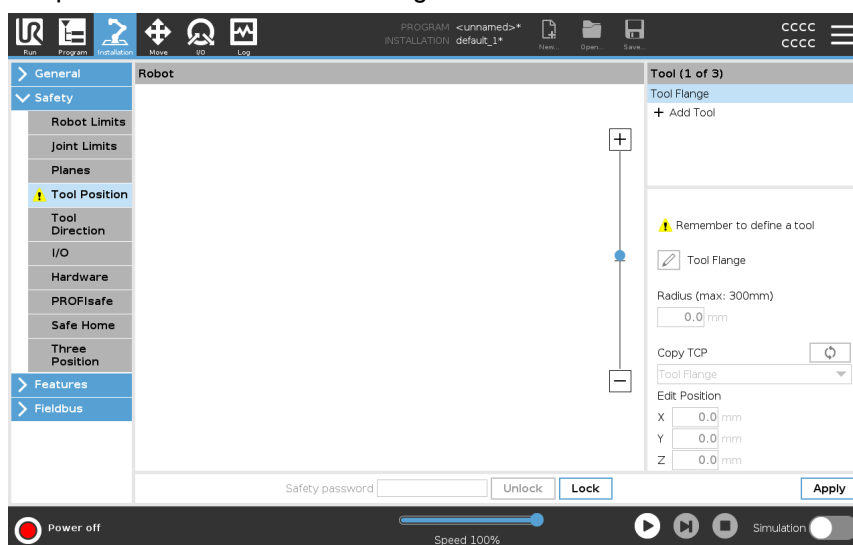 UR
Run
Program
Installation
Move
I/O
Log
PROGRAM <unnamed>*
INSTALLATION default_1*
New...
Open...
Save...
cccc
cccc
General
Safety
Robot Limits
Joint Limits
Planes
Tool Position
Tool
Direction
I/O
Hardware
PROFIsafe
Safe Home
Three
Position
Features
Fieldbus
Robot
Tool (1 of 3)
Tool Flange
+ Add Tool
Remember to define a tool
Tool Flange
Radius (max: 300mm)
0.0 mm
Copy TCP
Tool Flange
Edit Position
X 0.0 mm
Y 0.0 mm
Z 0.0 mm
Safety password
Unlock
Lock
Apply
Power off
Speed 100%
Simulation